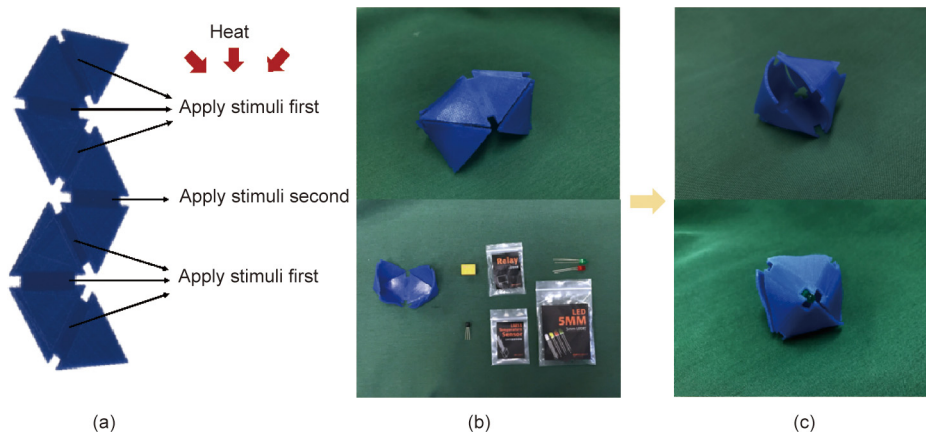 Heat
Apply stimuli first
Apply stimuli second
Apply stimuli first
Relay
LED
5MM
(a)
(b)
(c)